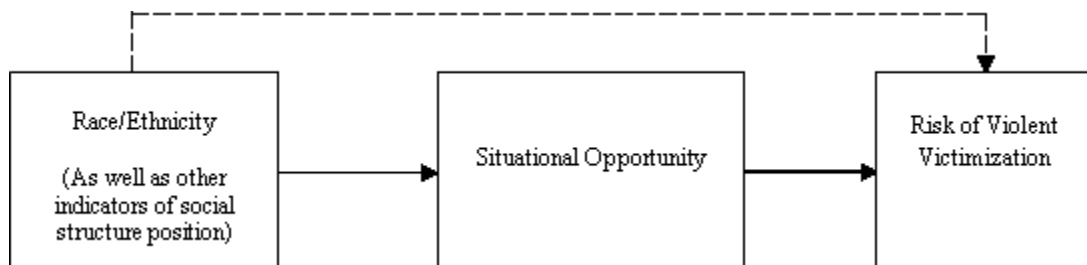 Race/Ethnicity
(As well as other
indicators of social
structure position)
Situational Opportunity
Risk of Violent
Victimization